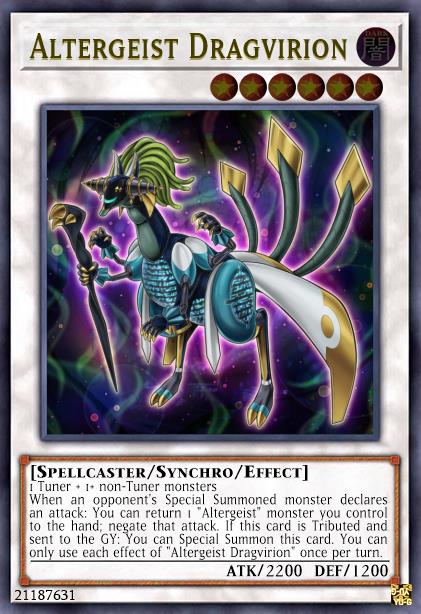 ALTERGEIST DRAGVIRION
DARK
闇
[SPELLCASTER/SYNCHRO/EFFECT]
1 Tuner + 1+ non-Tuner monsters
When an opponent's Special Summoned monster declares
an attack: You can return 1 "Altergeist" monster you control
to the hand; negate that attack. If this card is Tributed and
sent to the GY: You can Special Summon this card. You can
only use each effect of "Altergeist Dragvirion" once per turn.
ATK/2200 DEF/1200
21187631